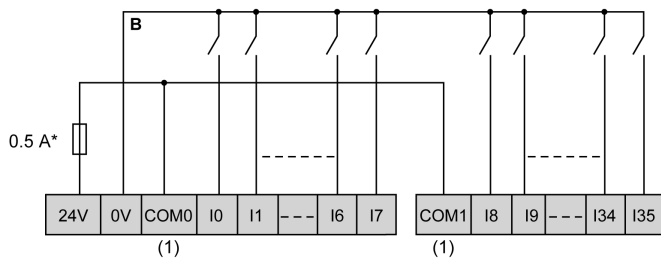 B
0.5 A*
24V 0V COM0 I0 I1 --- I6 I7 COM1 I8 I9 --- I34 I35
(1) (1)